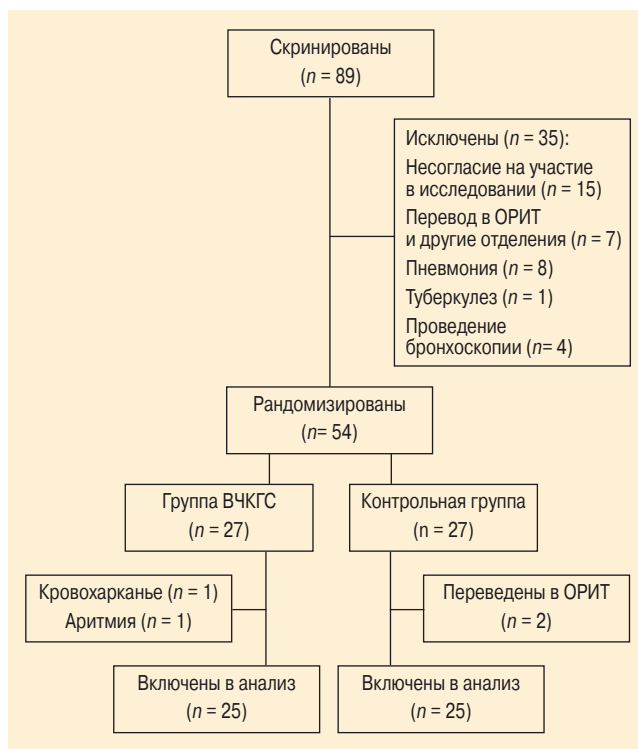 Скринированы
(n = 89)
Исключены (n = 35):
Несогласие на участие
в исследовании (n = 15)
Перевод в ОРИТ
и другие отделения (n = 7)
Пневмония (n = 8)
Туберкулез (n = 1)
Проведение
бронхоскопии (n= 4)
Рандомизированы
(n= 54)
Группа ВЧКГС
(n = 27)
Контрольная группа
(n = 27)
Кровохарканье (n = 1)
Аритмия (n = 1)
Переведены в ОРИТ
(n = 2)
Включены в анализ
(n = 25)
Включены в анализ
(n = 25)